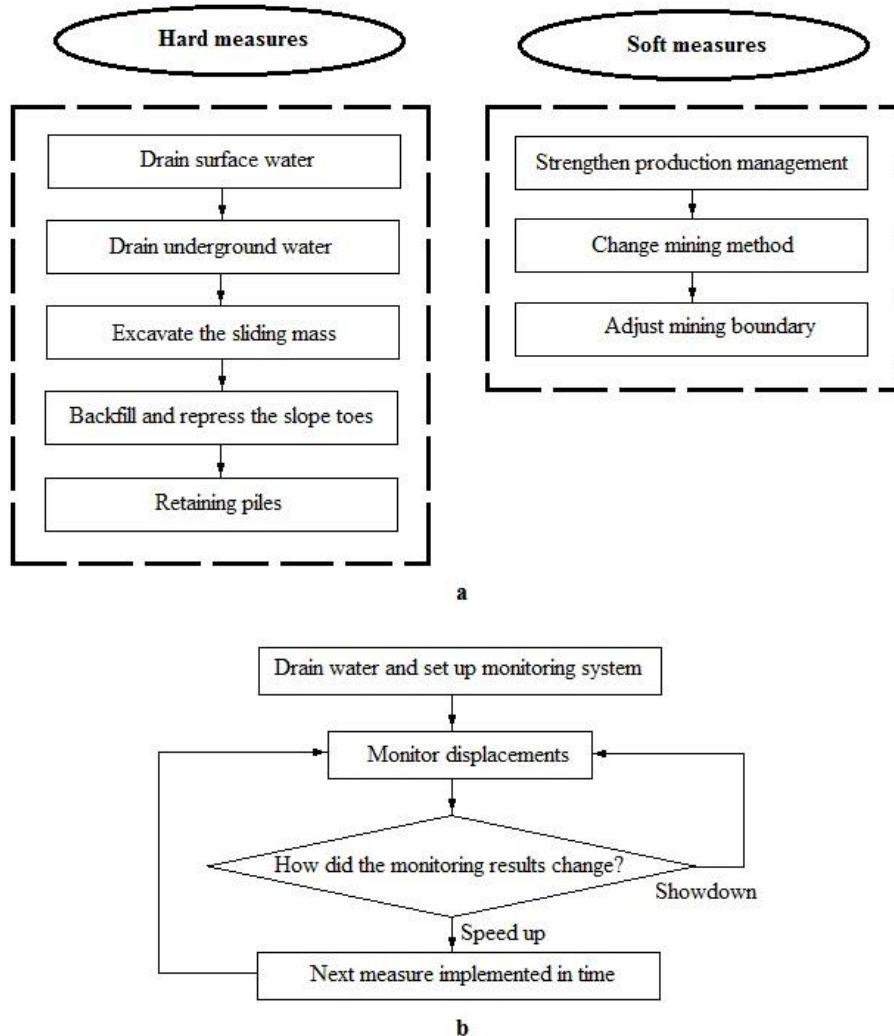 Hard measures
Drain surface water
Drain underground water
Excavate the sliding mass
Backfill and repress the slope toes
Retaining piles
Soft measures
Strengthen production management
Change mining method
Adjust mining boundary
a
Drain water and set up monitoring system
Monitor displacements
How did the monitoring results change?
Showdown
Speed up
Next measure implemented in time
b